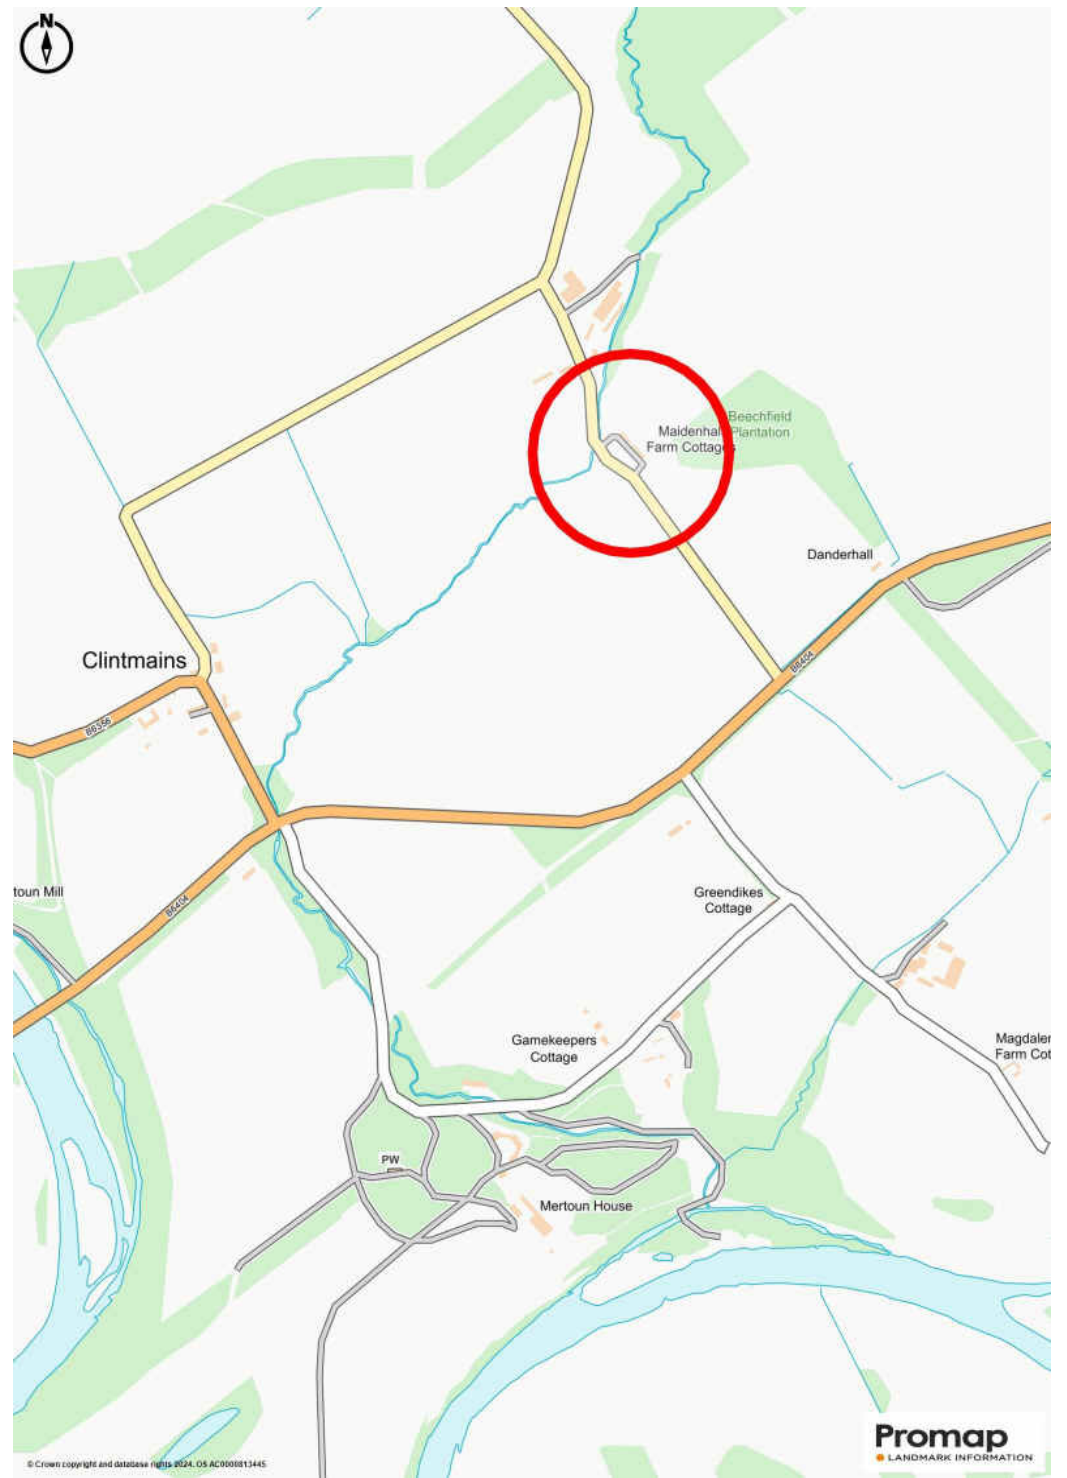 N
Beechfield
Plantation
Maidenhall
Farm Cottages
Danderhall
Clintmains
B6404
B6356
toun Mill
B6404
Greendikes
Cottage
Gamekeepers
Cottage
Magdalen
Farm Cot
PW
Mertoun House
Promap
LANDMARK INFORMATION
© Crown copyright and database rights 2024. OS AC0000813445